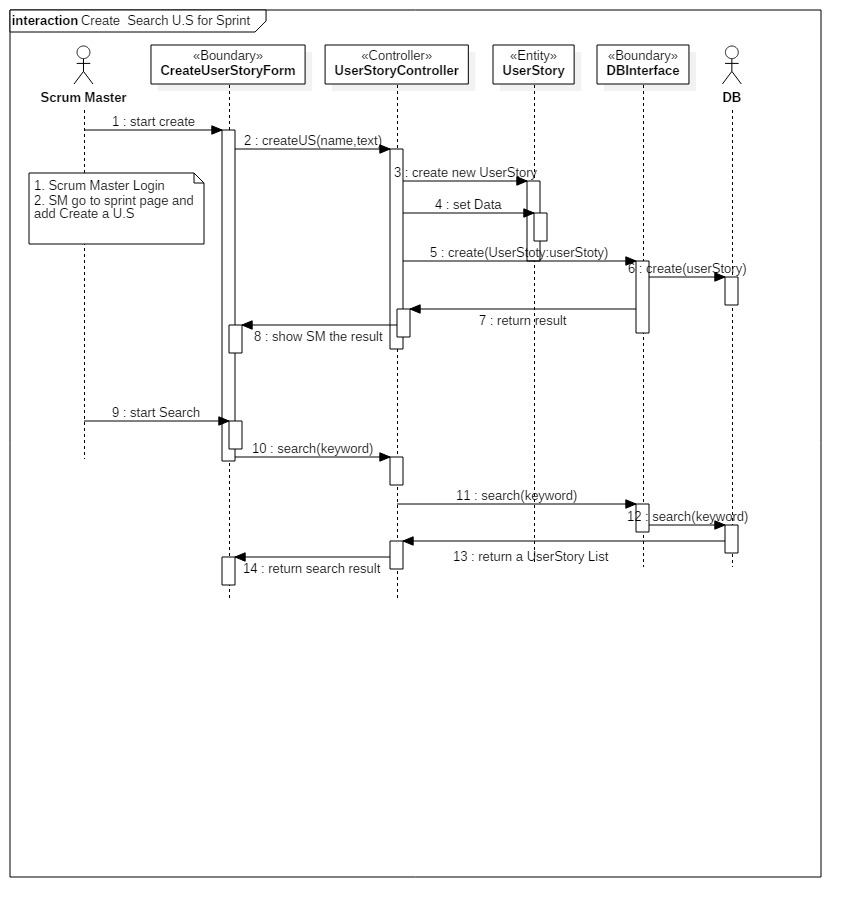 interaction Create  Search U.S for Sprint
«Boundary»
CreateUserStoryForm
«Controller»
UserStoryController
«Entity»
UserStory
«Boundary»
DBInterface
Scrum Master
DB
1 : start create
2 : createUS(name,text)
3 : create new UserStory
1. Scrum Master Login
2. SM go to sprint page and
add Create a U.S
4 : set Data
5 : create(UserStoty:userStoty)
6 : create(userStory)
7 : return result
8 : show SM the result
9 : start Search
10 : search(keyword)
11 : search(keyword)
12 : search(keyword)
13 : return a UserStory List
14 : return search result